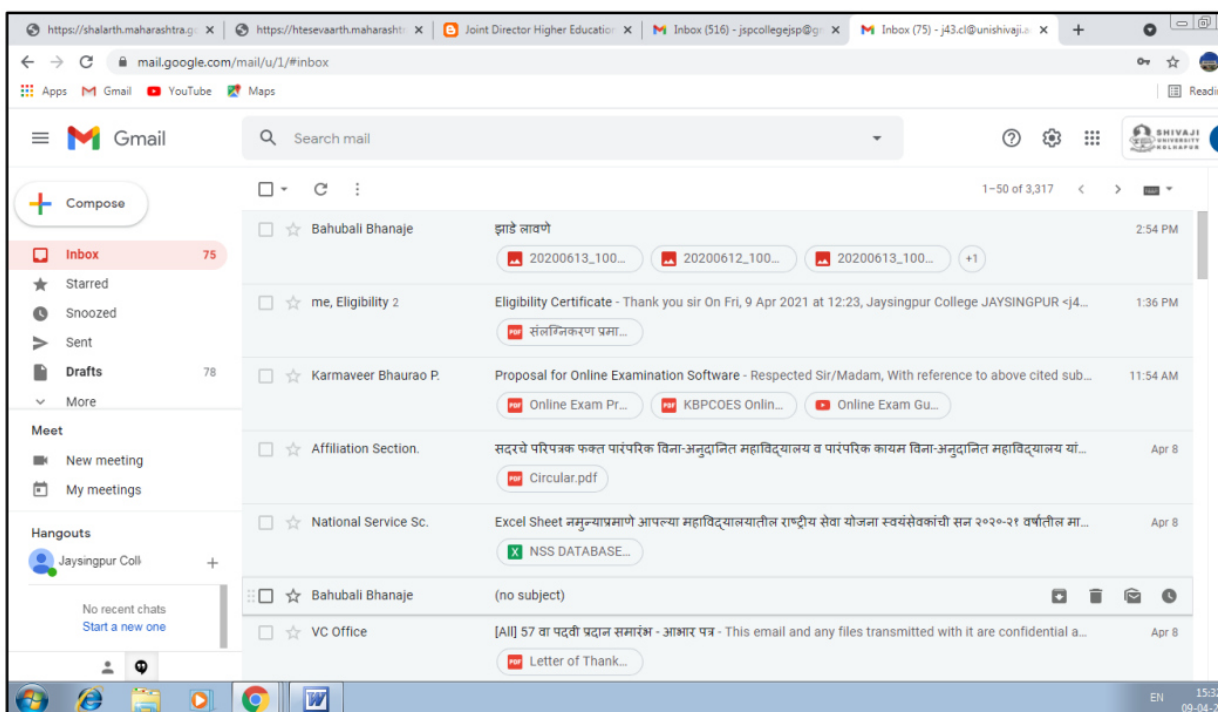 https://shalarth.maharashtra.g
https://htesevaarth.maharasht
Joint Director Higher Education
Inbox (516) - jspcollegejsp@g
Inbox (75) - j43.cl@unishivaji.a
mail.google.com/mail/u/1/#inbox
Apps Gmail YouTube Maps
Readi
Gmail
Search mail
SHIVAJI
UNIVERSITY
KOLHAPUR
Compose
1–50 of 3,317
Inbox 75
Starred
Snoozed
Sent
Drafts 78
More
Meet
New meeting
My meetings
Hangouts
Jaysingpur Coll
No recent chats
Start a new one
Bahubali Bhanaje झाडे लावणे 2:54 PM
20200613_100... 20200612_100... 20200613_100... +1
me, Eligibility 2 Eligibility Certificate - Thank you sir On Fri, 9 Apr 2021 at 12:23, Jaysingpur College JAYSINGPUR <j4... 1:36 PM
PDF संलग्निकरण प्रमा...
Karmaveer Bhaurao P. Proposal for Online Examination Software - Respected Sir/Madam, With reference to above cited sub... 11:54 AM
PDF Online Exam Pr... PDF KBPCOES Onlin... Online Exam Gu...
Affiliation Section. सदरचे परिपत्रक फक्त पारंपरिक विना-अनुदानित महाविद्यालय व पारंपरिक कायम विना-अनुदानित महाविद्यालय यां... Apr 8
PDF Circular.pdf
National Service Sc. Excel Sheet नमुन्याप्रमाणे आपल्या महाविद्यालयातील राष्ट्रीय सेवा योजना स्वयंसेवकांची सन २०२०-२१ वर्षातील मा... Apr 8
X NSS DATABASE...
Bahubali Bhanaje (no subject)
VC Office [All] 57 वा पदवी प्रदान समारंभ - आभार पत्र - This email and any files transmitted with it are confidential a... Apr 8
PDF Letter of Thank...
EN 15:32
09-04-2